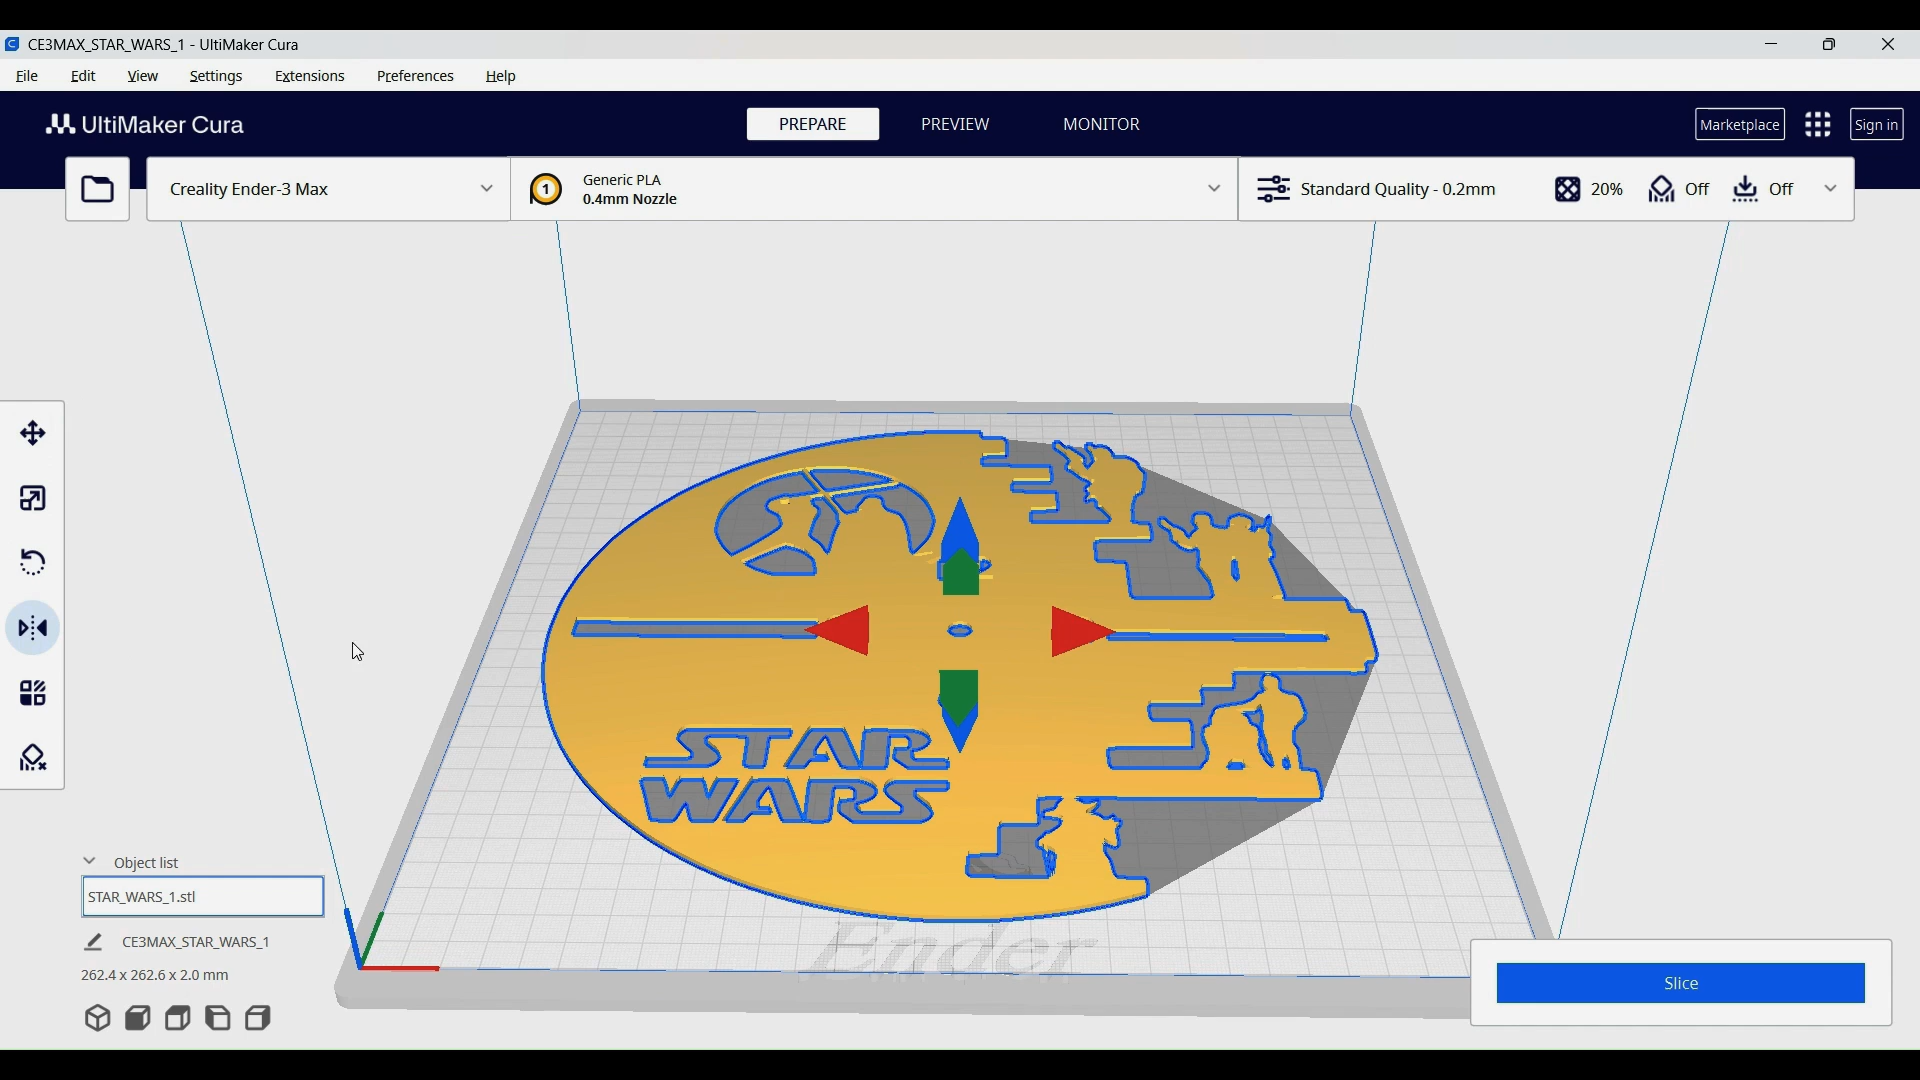 CE3MAX_STAR_WARS_1 - UltiMaker Cura
File Edit View Settings Extensions Preferences Help
UltiMaker Cura
PREPARE PREVIEW MONITOR
Marketplace Sign in
Creality Ender-3 Max
1 Generic PLA
0.4mm Nozzle
Standard Quality - 0.2mm 20% Off Off
STAR
WARS
Ender
Object list
STAR_WARS_1.stl
CE3MAX_STAR_WARS_1
262.4 x 262.6 x 2.0 mm
Slice